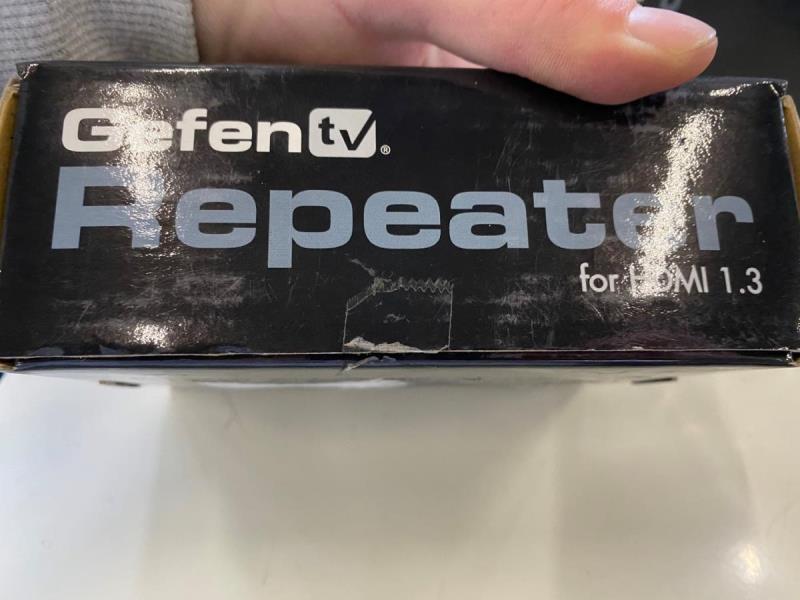 Gefen tv®
Repeater
for HDMI 1.3